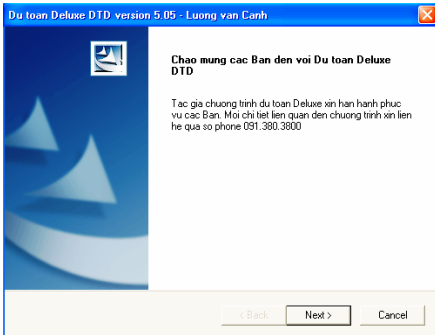 Du toan Deluxe DTD version 5.05 - Luong van Canh
Chao mung cac Ban den voi Du toan Deluxe
DTD
Tac gia chuong trinh du toan Deluxe xin han hanh phuc
vu cac Ban. Moi chi tiet lien quan den chuong trinh xin lien
he qua so phone 091.380.3800
< Back Next > Cancel